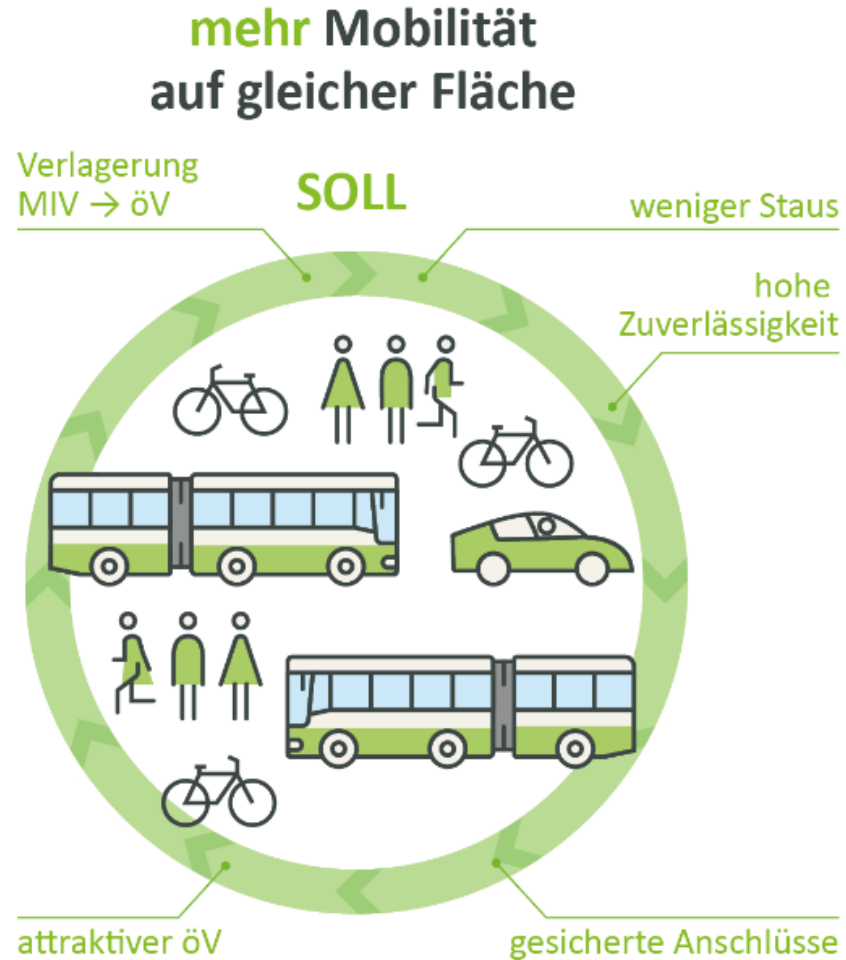 mehr Mobilität
auf gleicher Fläche
Verlagerung
MIV → öV
SOLL
weniger Staus
hohe
Zuverlässigkeit
attraktiver öV
gesicherte Anschlüsse